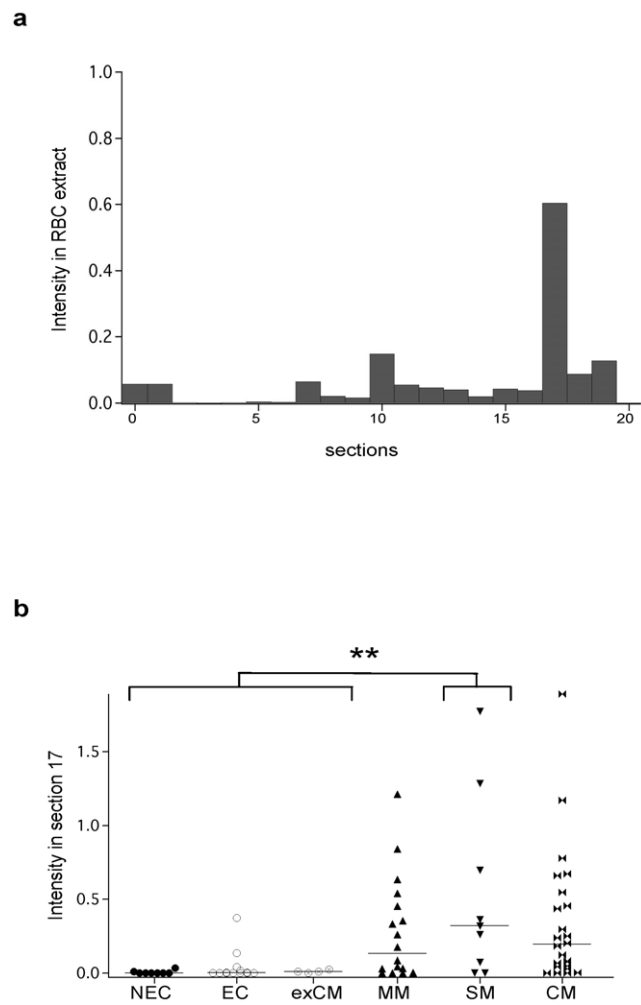 a
1.0
0.8
0.6
0.4
0.2
0.0
Intensity in RBC extract
0 5 10 15 20
sections
b
**
1.5
1.0
0.5
0.0
Intensity in section 17
NEC EC exCM MM SM CM